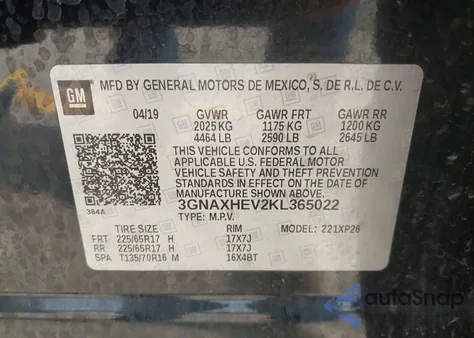 GM
MFD BY GENERAL MOTORS DE MEXICO, S. DE R.L. DE C.V.
04/19 GVWR GAWR FRT GAWR RR
2025 KG 1175 KG 1200 KG
4464 LB 2590 LB 2645 LB
THIS VEHICLE CONFORMS TO ALL
APPLICABLE U.S. FEDERAL MOTOR
VEHICLE SAFETY, AND THEFT PREVENTION
STANDARDS IN EFFECT ON THE DATE OF
MANUFACTURE SHOWN ABOVE.
384A
3GNAXHEV2KL365022
TYPE: M.P.V.
TIRE SIZE RIM MODEL: 221XP26
FRT 225/65R17 H 17X7J
RR 225/65R17 H 17X7J
SPA T135/70R16 M 16X4BT
autoSnap